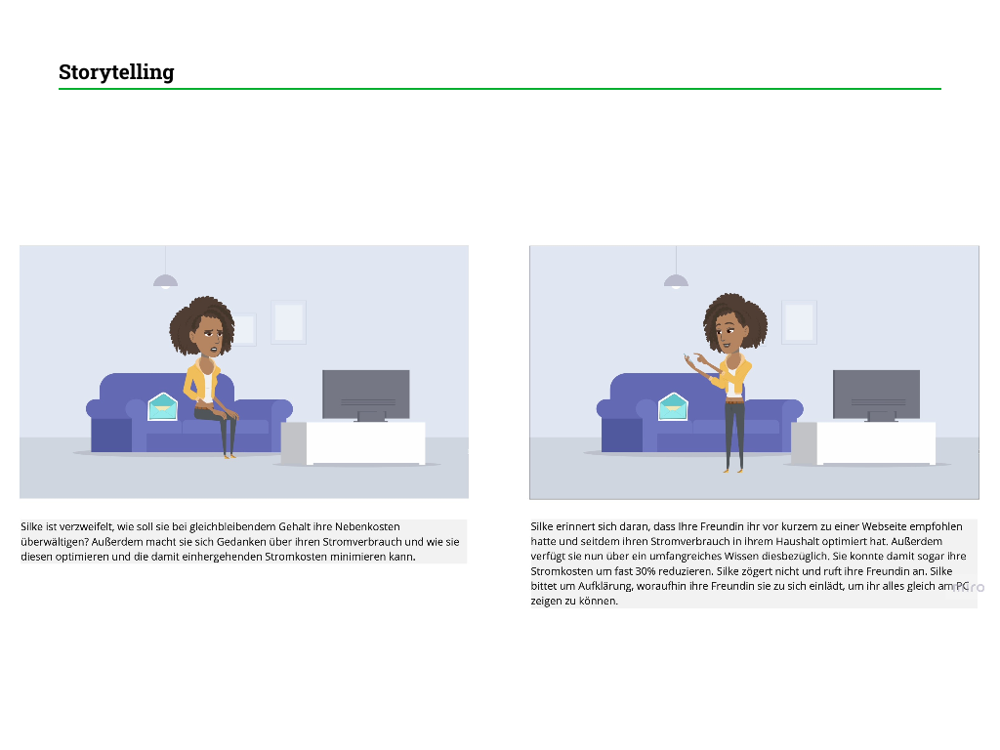 Storytelling
Silke ist verzweifelt, wie soll sie bei gleichbleibendem Gehalt ihre Nebenkosten
überwältigen? Außerdem macht sie sich Gedanken über ihren Stromverbrauch und wie sie
diesen optimieren und die damit einhergehenden Stromkosten minimieren kann.
Silke erinnert sich daran, dass Ihre Freundin ihr vor kurzem zu einer Webseite empfohlen
hatte und seitdem ihren Stromverbrauch in ihrem Haushalt optimiert hat. Außerdem
verfügt sie nun über ein umfangreiches Wissen diesbezüglich. Sie konnte damit sogar ihre
Stromkosten um fast 30% reduzieren. Silke zögert nicht und ruft ihre Freundin an. Silke
bittet um Aufklärung, woraufhin ihre Freundin sie zu sich einlädt, um ihr alles gleich am PC
zeigen zu können.
miro